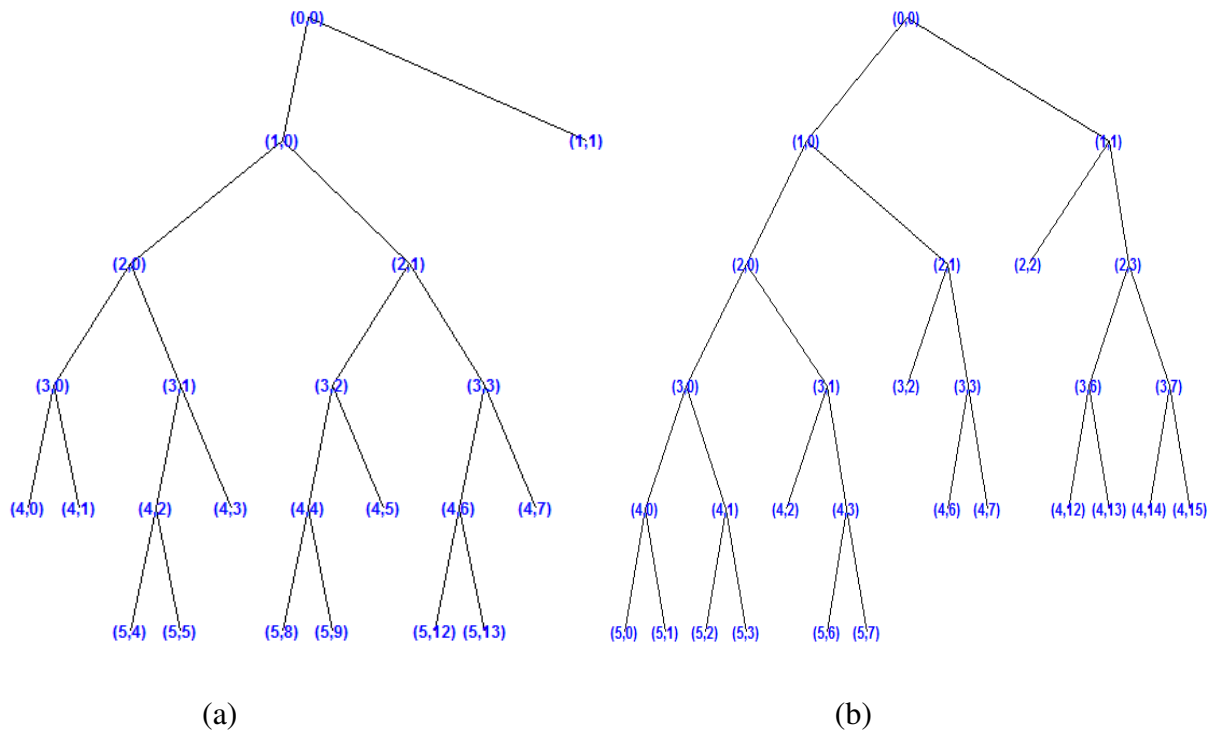 (0,0) (0,0)
(1,0) (1;1) (1,0) (1,1)
(2,0) (2,1) (2,0) (2,1) (2,2) (2,3)
(3,0) (3,1) (3,2) (3,3) (3,0) (3,1) (3,2) (3,3) (3,6) (3,7)
(4,0) (4,1) (4,2) (4,3) (4,4) (4,5) (4,6) (4,7) (4,0) (4,1) (4,2) (4,3) (4,6) (4,7) (4,12) (4,13) (4,14) (4,15)
(5,4) (5,5) (5,8) (5,9) (5,12) (5,13) (5,0) (5,1) (5,2) (5,3) (5,6) (5,7)
(a) (b)